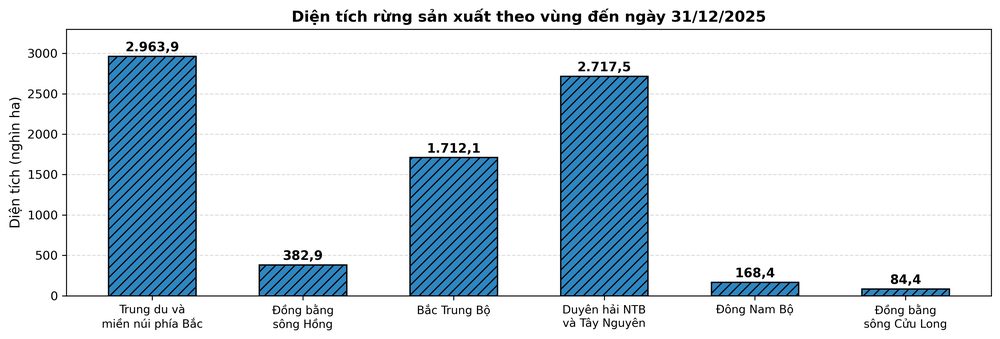 Diện tích rừng sản xuất theo vùng đến ngày 31/12/2025
Diện tích (nghìn ha)
3000
2500
2000
1500
1000
500
0
2.963,9
382,9
1.712,1
2.717,5
168,4
84,4
Trung du và
miền núi phía Bắc
Đồng bằng
sông Hồng
Bắc Trung Bộ
Duyên hải NTB
và Tây Nguyên
Đông Nam Bộ
Đồng bằng
sông Cửu Long